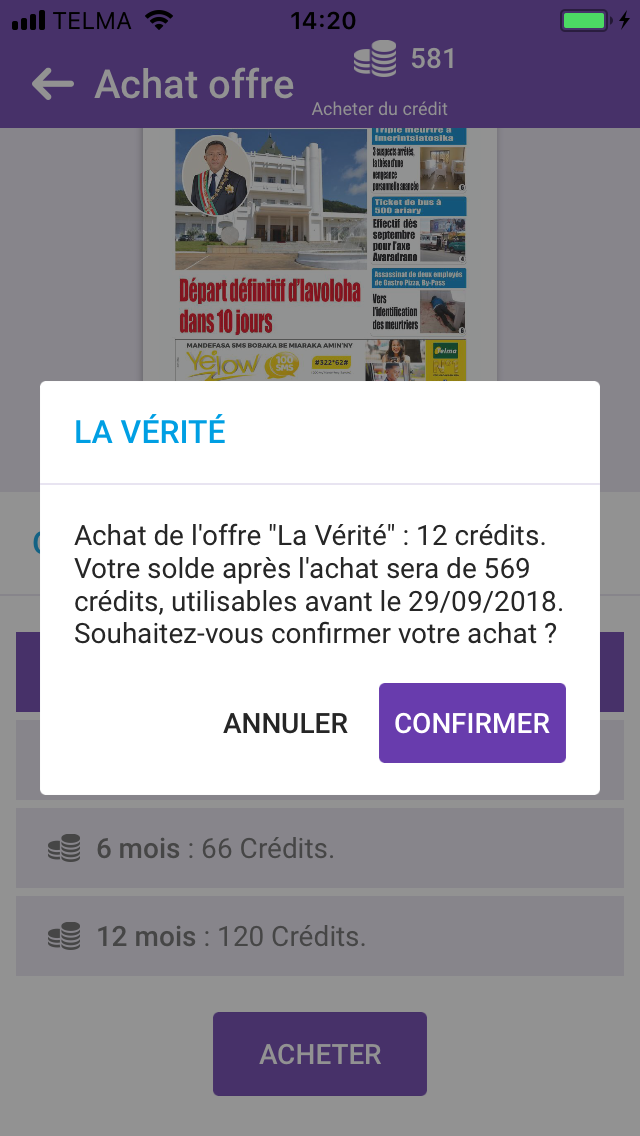 TELMA
14:20
Achat offre
581
Acheter du crédit
Triple meurtre à
Imerintsiatosika
3 suspects arrêtés,
la thèse d'une
vengeance
personnelle avancée
Ticket de bus à
500 ariary
Effectif dès
septembre
pour l'axe
Avaradrano
Assassinat de deux employés
de Gastro Pizza, By-Pass
Vers
l'identification
des meurtriers
Départ définitif d'Iavoloha
dans 10 jours
MANDEFASA SMS BOBAKA BE MIARAKA AMIN'NY
Yellow
100
SMS
#322*62#
telma
LA VÉRITÉ
Achat de l'offre "La Vérité" : 12 crédits.
Votre solde après l'achat sera de 569
crédits, utilisables avant le 29/09/2018.
Souhaitez-vous confirmer votre achat ?
ANNULER
CONFIRMER
6 mois : 66 Crédits.
12 mois : 120 Crédits.
ACHETER